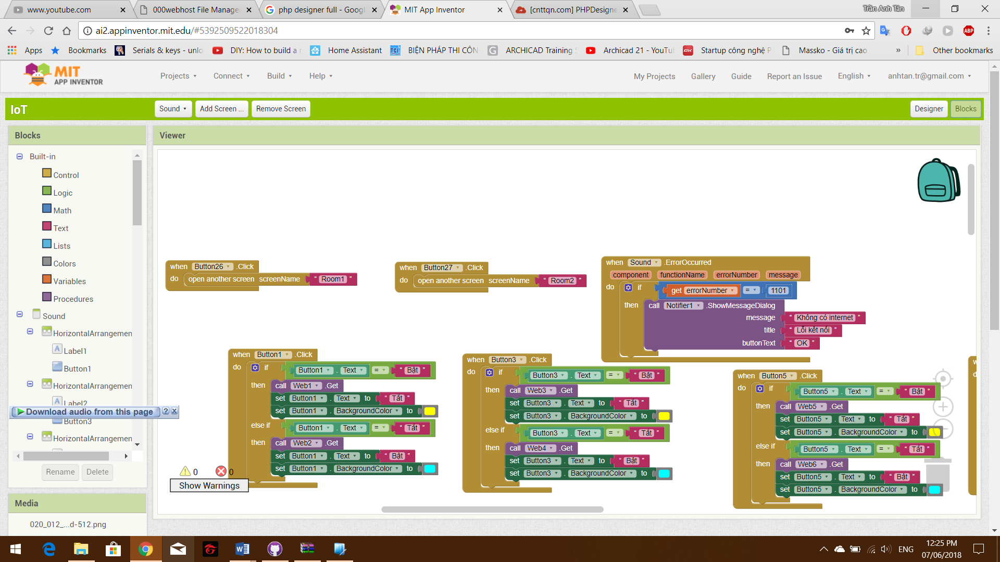 www.youtube.com
000webhost File Manage
php designer full - Goog
MIT App Inventor
[cnttqn.com] PHPDesigne
Trần Anh Tân
ai2.appinventor.mit.edu/#5392509522018304
Apps
Bookmarks
Serials & keys - unlo
DIY: How to build a
Home Assistant
BIỆN PHÁP THI CÔN
ARCHICAD Training
Archicad 21 - YouTu
Startup công nghệ P
Massko - Giá trị cao
»
Other bookmarks
MIT
APP INVENTOR
Projects
Connect
Build
Help
My Projects
Gallery
Guide
Report an Issue
English
anhtan.tr@gmail.com
IoT
Sound
Add Screen ...
Remove Screen
Designer
Blocks
Blocks
Built-in
Control
Logic
Math
Text
Lists
Colors
Variables
Procedures
Sound
HorizontalArrangemen
Label1
Button1
HorizontalArrangemen
Label2
Download audio from this page
Button3
HorizontalArrangemen
Rename
Delete
Media
020_012_...d-512.png
Viewer
when Button26 .Click
do open another screen screenName " Room1 "
when Button27 .Click
do open another screen screenName " Room2 "
when Sound .ErrorOccurred
component functionName errorNumber message
do if get errorNumber = 1101
then call Notifier1 .ShowMessageDialog
message " Không có internet "
title " Lỗi kết nối "
buttonText " OK "
when Button1 .Click
do if Button1 . Text = " Bật "
then call Web1 .Get
set Button1 . Text to " Tắt "
set Button1 . BackgroundColor to
else if Button1 . Text = " Tắt "
then call Web2 .Get
set Button1 . Text to " Bật "
set Button1 . BackgroundColor to
when Button3 .Click
do if Button3 . Text = " Bật "
then call Web3 .Get
set Button3 . Text to " Tắt "
set Button3 . BackgroundColor to
else if Button3 . Text = " Tắt "
then call Web4 .Get
set Button3 . Text to " Bật "
set Button3 . BackgroundColor to
when Button5 .Click
do if Button5 . Text = " Bật "
then call Web5 .Get
set Button5 . Text to " Tắt "
set Button5 . BackgroundColor to
else if Button5 . Text = " Tắt "
then call Web6 .Get
set Button5 . Text to " Bật "
set Button5 . BackgroundColor to
0
0
Show Warnings
ENG
12:25 PM
07/06/2018